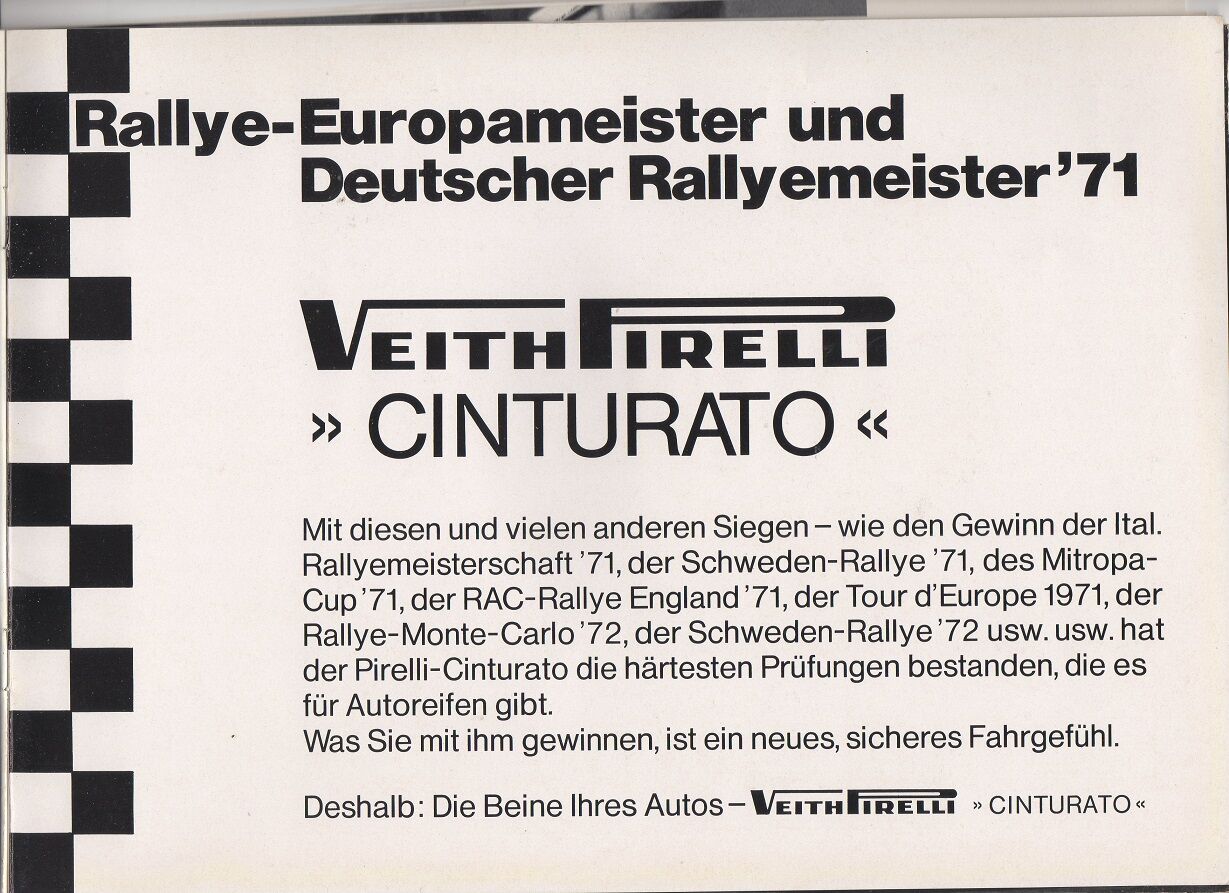 Rallye-Europameister und
Deutscher Rallyemeister ’71
VEITH PIRELLI
» CINTURATO «
Mit diesen und vielen anderen Siegen – wie den Gewinn der Ital.
Rallyemeisterschaft ’71, der Schweden-Rallye ’71, des Mitropa-
Cup ’71, der RAC-Rallye England ’71, der Tour d’Europe 1971, der
Rallye-Monte-Carlo ’72, der Schweden-Rallye ’72 usw. usw. hat
der Pirelli-Cinturato die härtesten Prüfungen bestanden, die es
für Autoreifen gibt.
Was Sie mit ihm gewinnen, ist ein neues, sicheres Fahrgefühl.
Deshalb: Die Beine Ihres Autos – VEITH PIRELLI » CINTURATO «